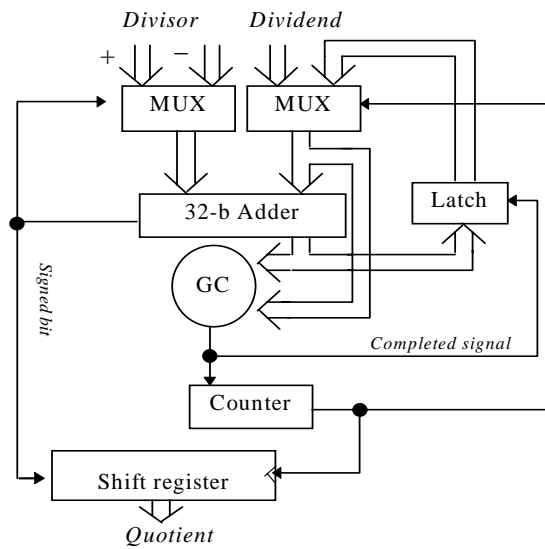 Divisor
Dividend
+
−
MUX
MUX
32-b Adder
Latch
GC
Signed bit
Completed signal
Counter
Shift register
Quotient